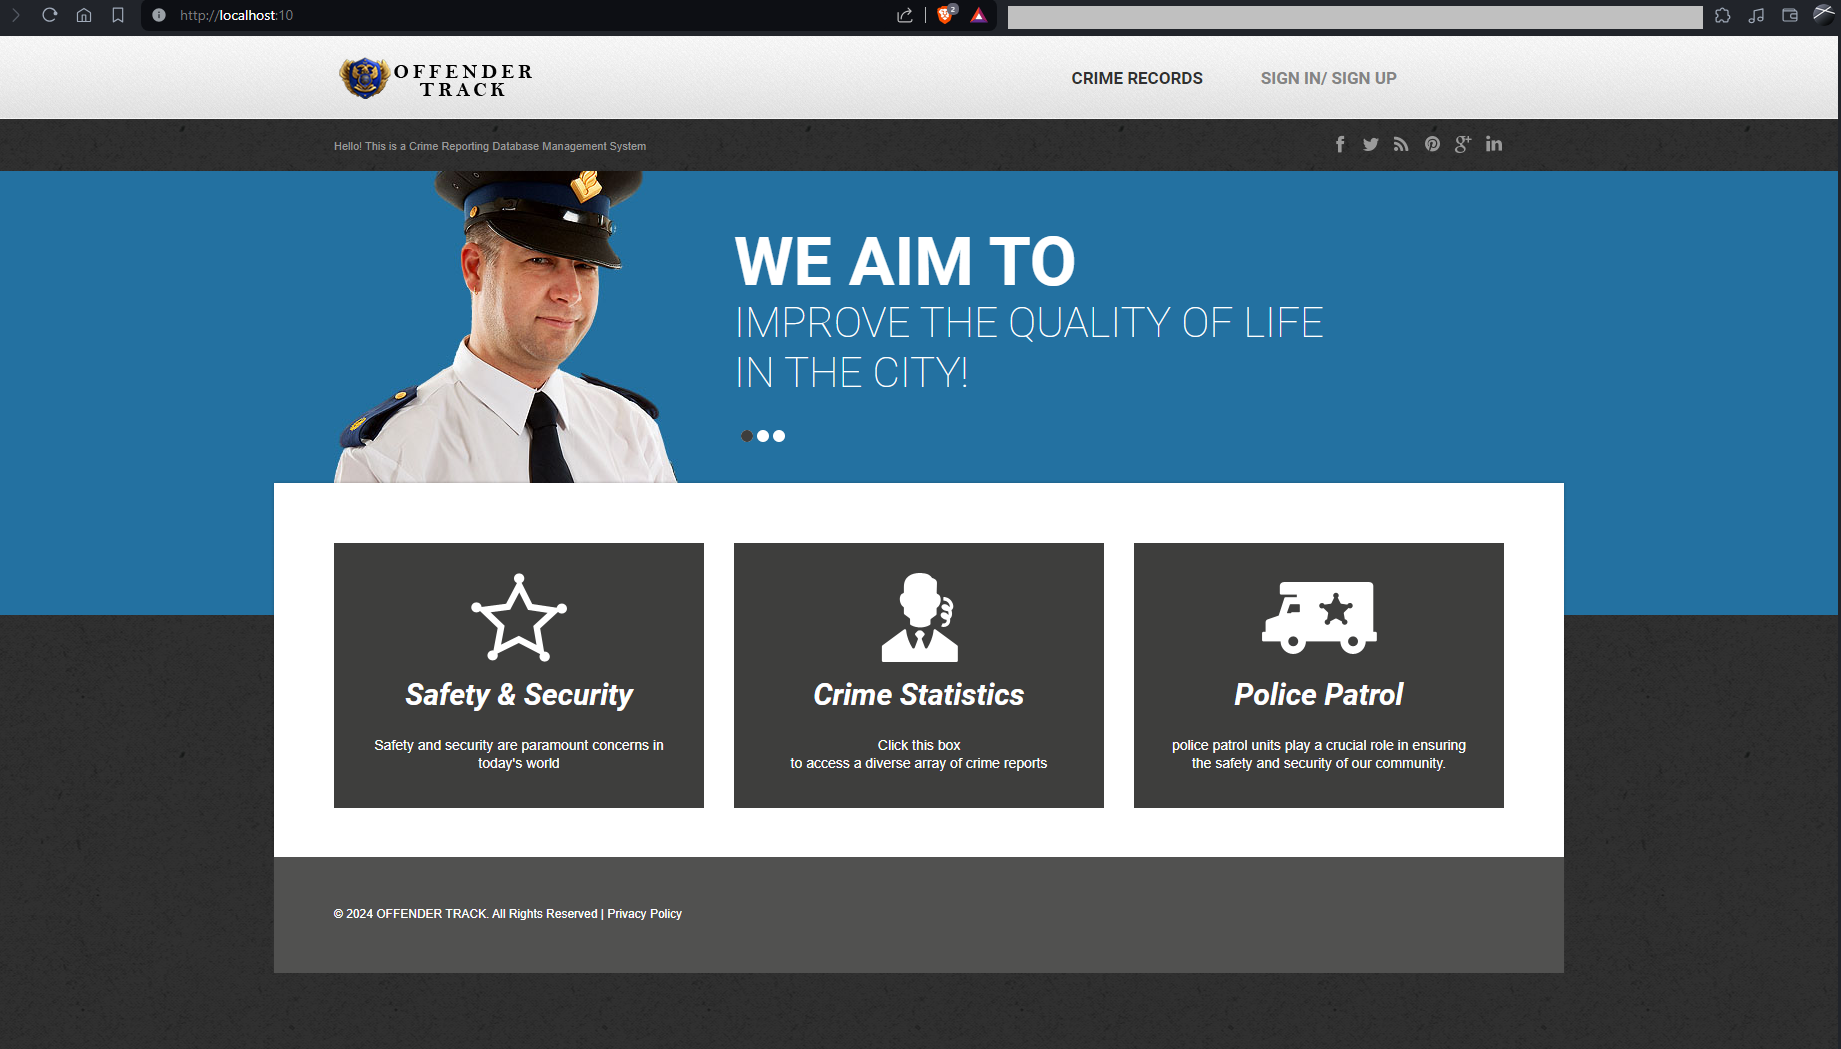 http://localhost:10
2
OFFENDER
TRACK
CRIME RECORDS
SIGN IN/ SIGN UP
Hello! This is a Crime Reporting Database Management System
WE AIM TO
IMPROVE THE QUALITY OF LIFE
IN THE CITY!
Safety & Security
Safety and security are paramount concerns in
today's world
Crime Statistics
Click this box
to access a diverse array of crime reports
Police Patrol
police patrol units play a crucial role in ensuring
the safety and security of our community.
© 2024 OFFENDER TRACK. All Rights Reserved | Privacy Policy